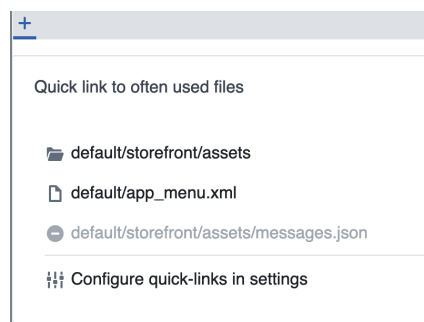 Quick link to often used files
default/storefront/assets
default/app_menu.xml
default/storefront/assets/messages.json
Configure quick-links in settings